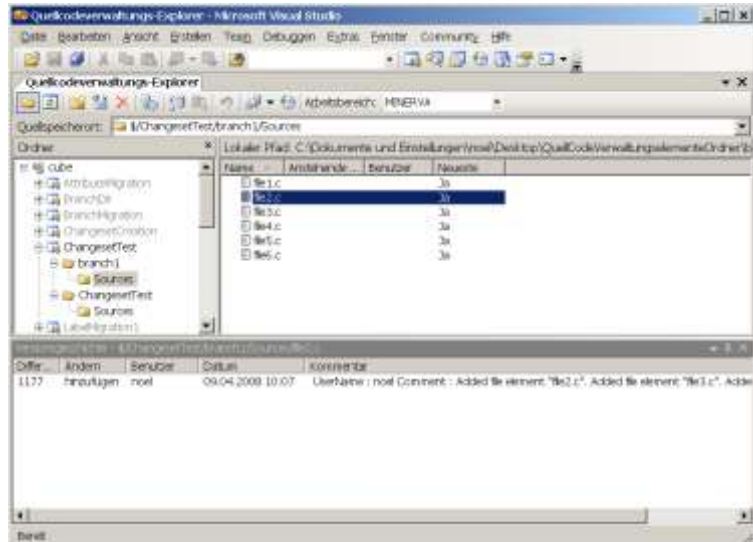 Quellcodeverwaltungs-Explorer - Microsoft Visual Studio
Datei Bearbeiten Ansicht Erstellen Team Debuggen Extras Fenster Community Hilfe
Quellcodeverwaltungs-Explorer
Arbeitsbereich: MINERVA
Quellspeicherort: $/ChangesetTest/branch1/Sources
Ordner
Lokaler Pfad: C:\Dokumente und Einstellungen\noel\Desktop\QuellCodeVerwaltungselementeOrdner\b
Name Anstehende ... Benutzer Neueste
cube
AttributeMigration
BranchDir
BranchMigration
ChangesetCreation
ChangesetTest
branch1
Sources
ChangesetTest
Sources
LabelMigration1
file1.c Ja
file2.c Ja
file3.c Ja
file4.c Ja
file5.c Ja
file6.c Ja
Differ... Ändern Benutzer Datum Kommentar
1177 hinzufügen noel 09.04.2008 10:07 UserName : noel Comment : Added file element "file2.c". Added file element "file3.c". Adde
Bereit